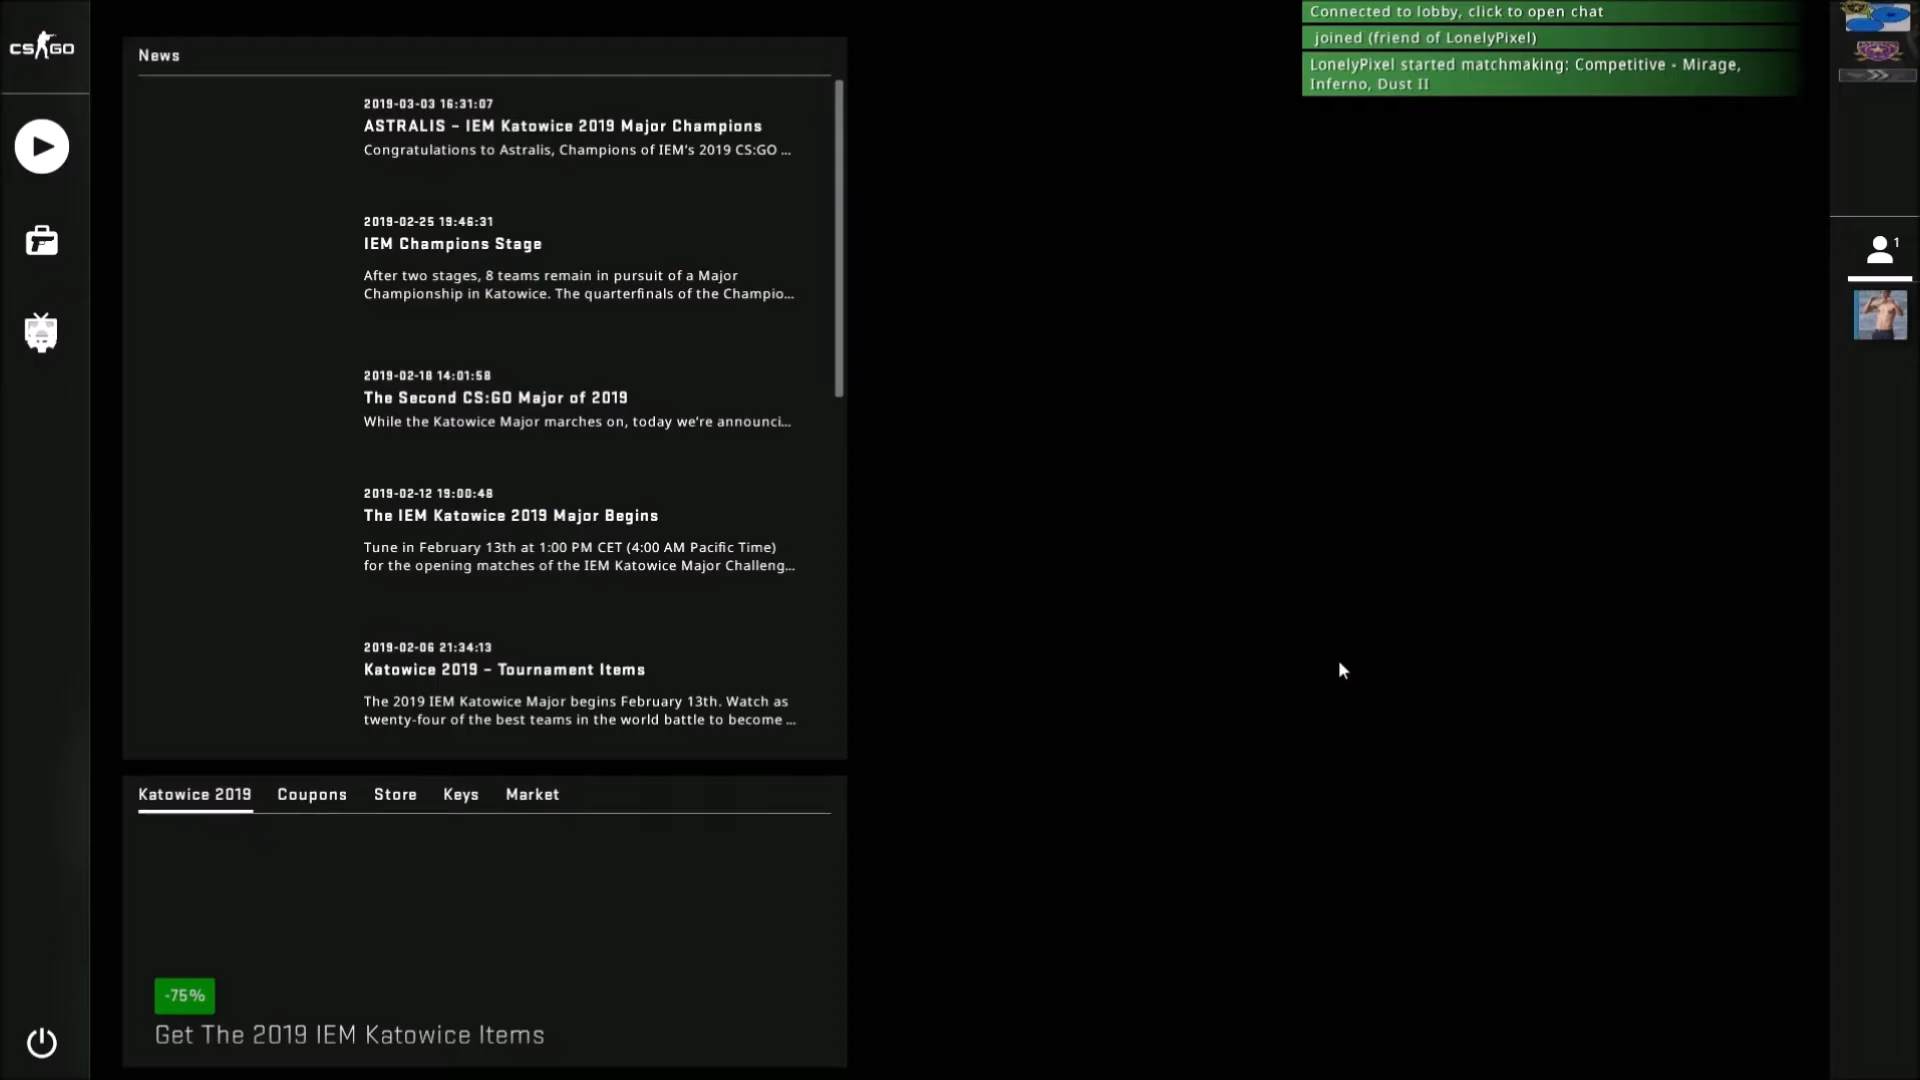 CS GO
News
2019-03-03 16:31:07
ASTRALIS – IEM Katowice 2019 Major Champions
Congratulations to Astralis, Champions of IEM's 2019 CS:GO ...
2019-02-25 19:46:31
IEM Champions Stage
After two stages, 8 teams remain in pursuit of a Major
Championship in Katowice. The quarterfinals of the Champio...
2019-02-18 14:01:58
The Second CS:GO Major of 2019
While the Katowice Major marches on, today we're announci...
2019-02-12 19:00:48
The IEM Katowice 2019 Major Begins
Tune in February 13th at 1:00 PM CET (4:00 AM Pacific Time)
for the opening matches of the IEM Katowice Major Challeng...
2019-02-06 21:34:13
Katowice 2019 – Tournament Items
The 2019 IEM Katowice Major begins February 13th. Watch as
twenty-four of the best teams in the world battle to become ...
Katowice 2019 Coupons Store Keys Market
-75%
Get The 2019 IEM Katowice Items
Connected to lobby, click to open chat
joined (friend of LonelyPixel)
LonelyPixel started matchmaking: Competitive - Mirage,
Inferno, Dust II
1